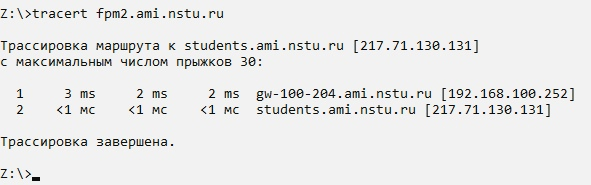 Z:\>tracert fpm2.ami.nstu.ru
Трассировка маршрута к students.ami.nstu.ru [217.71.130.131]
с максимальным числом прыжков 30:
1 3 ms 2 ms 2 ms gw-100-204.ami.nstu.ru [192.168.100.252]
2 <1 мс <1 мс <1 мс students.ami.nstu.ru [217.71.130.131]
Трассировка завершена.
Z:\>